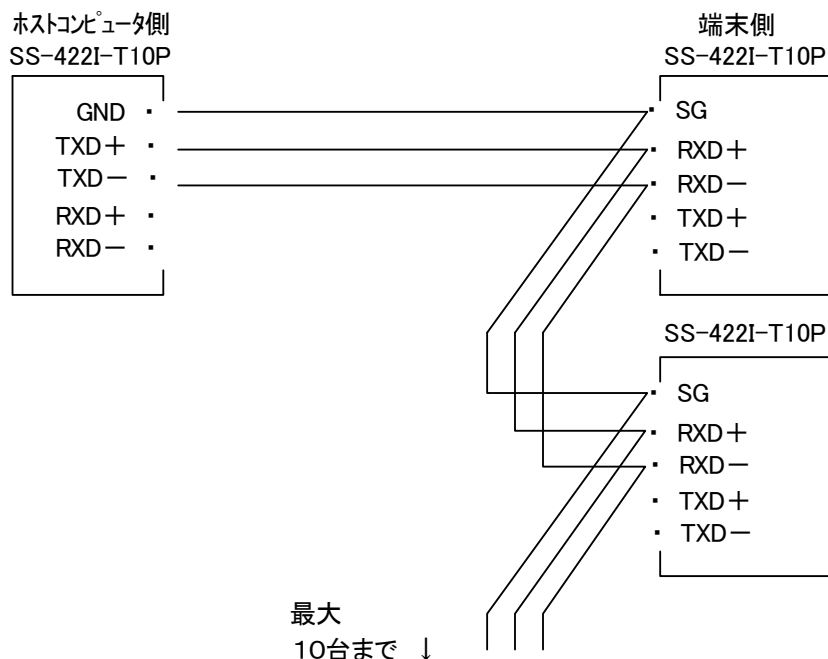 ホストコンピュータ側
SS-422I-T10P
GND
TXD+
TXD-
RXD+
RXD-
端末側
SS-422I-T10P
SG
RXD+
RXD-
TXD+
TXD-
SS-422I-T10P
SG
RXD+
RXD-
TXD+
TXD-
最大
10台まで ↓